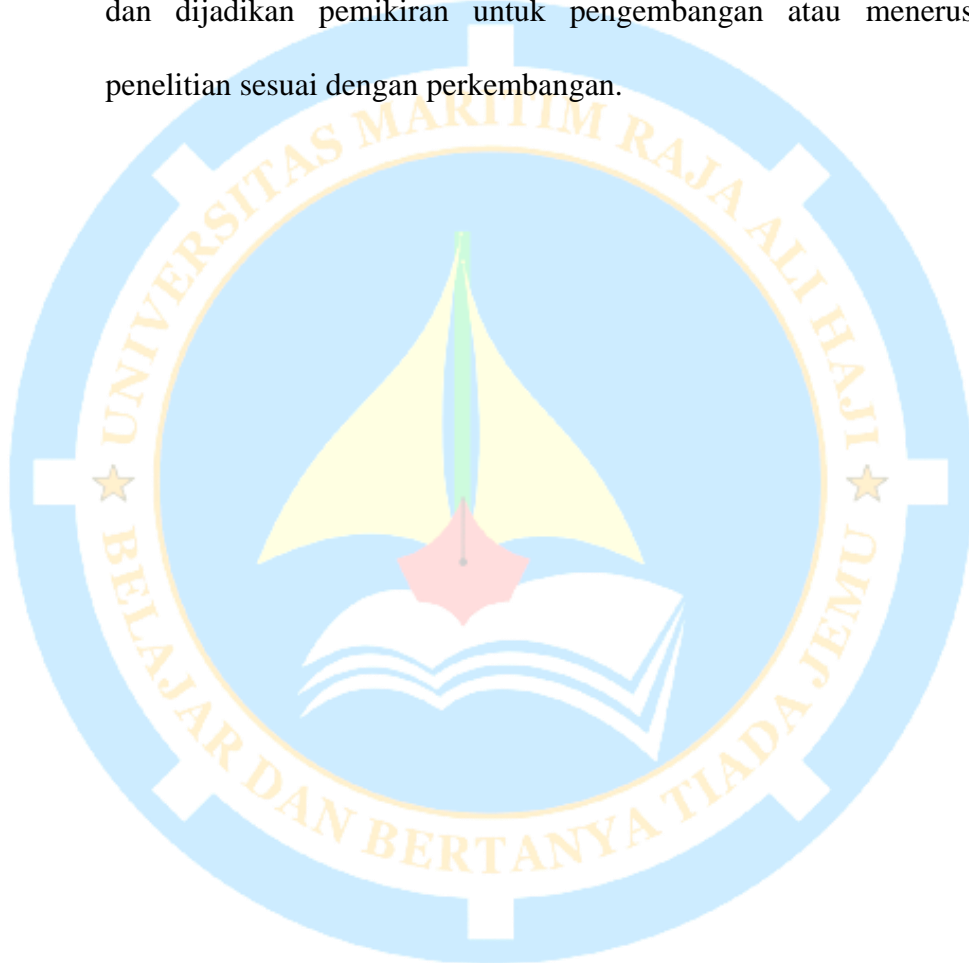 dan dijadikan pemikiran untuk pengembangan atau menerus
penelitian sesuai dengan perkembangan.
UNIVERSITAS MARITIM RAJA ALI HAJI
BELAJAR DAN BERTANYA TIADA JEMU